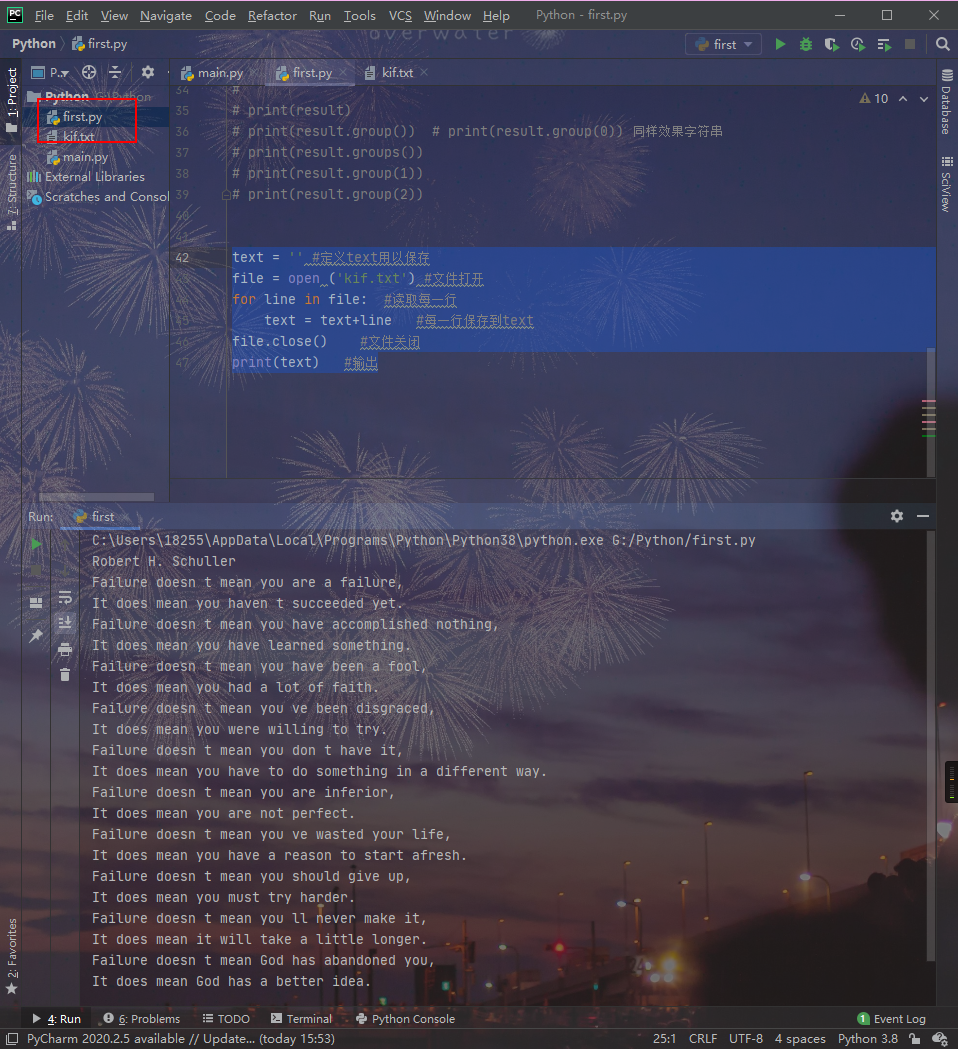 File Edit View Navigate Code Refactor Run Tools VCS Window Help Python - first.py
overwater
Python first.py first
1: Project
P.. main.py first.py kif.txt
Python G:\Python
first.py
kif.txt
main.py
External Libraries
Scratches and Consol
7: Structure
2: Favorites
Database
SciView
10
34 #
35 # print(result)
36 # print(result.group()) # print(result.group(0)) 同样效果字符串
37 # print(result.groups())
38 # print(result.group(1))
39 # print(result.group(2))
40
41
42 text = '' #定义text用以保存
file = open ('kif.txt') #文件打开
44 for line in file: #读取每一行
45 text = text+line #每一行保存到text
46 file.close() #文件关闭
47 print(text) #输出
Run: first
C:\Users\18255\AppData\Local\Programs\Python\Python38\python.exe G:/Python/first.py
Robert H. Schuller
Failure doesn t mean you are a failure,
It does mean you haven t succeeded yet.
Failure doesn t mean you have accomplished nothing,
It does mean you have learned something.
Failure doesn t mean you have been a fool,
It does mean you had a lot of faith.
Failure doesn t mean you ve been disgraced,
It does mean you were willing to try.
Failure doesn t mean you don t have it,
It does mean you have to do something in a different way.
Failure doesn t mean you are inferior,
It does mean you are not perfect.
Failure doesn t mean you ve wasted your life,
It does mean you have a reason to start afresh.
Failure doesn t mean you should give up,
It does mean you must try harder.
Failure doesn t mean you ll never make it,
It does mean it will take a little longer.
Failure doesn t mean God has abandoned you,
It does mean God has a better idea.
4: Run 6: Problems TODO Terminal Python Console 1 Event Log
PyCharm 2020.2.5 available // Update... (today 15:53) 25:1 CRLF UTF-8 4 spaces Python 3.8